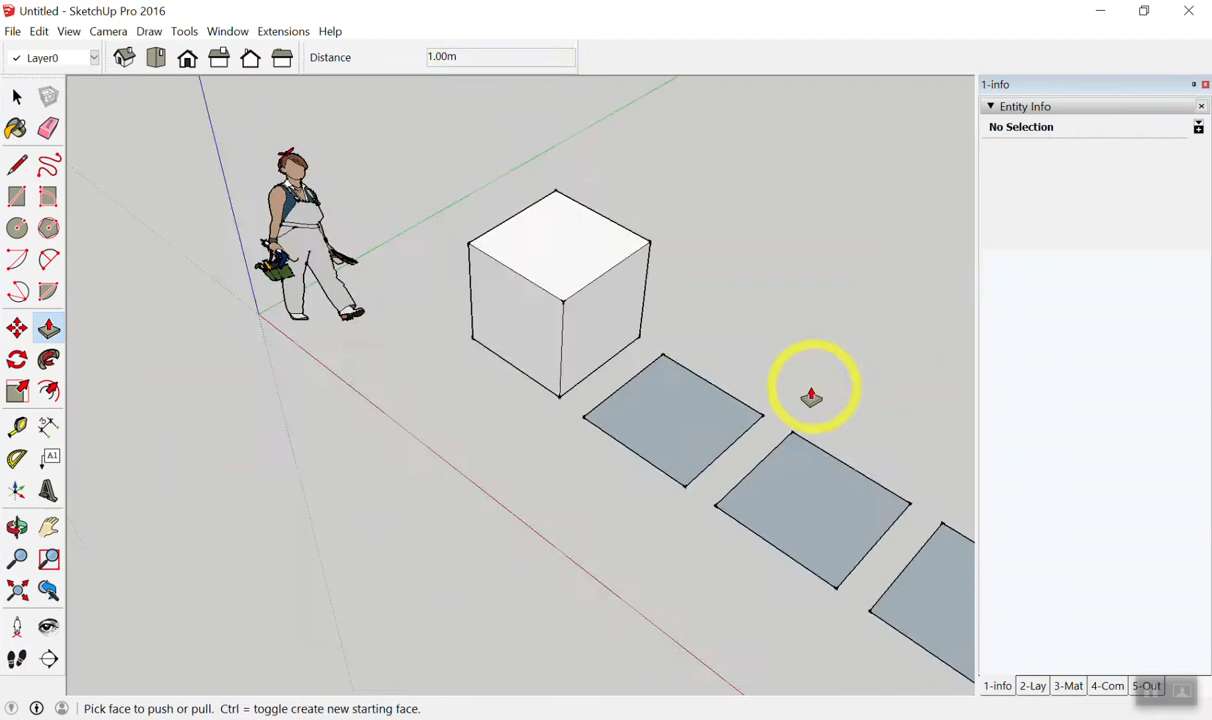 Untitled - SketchUp Pro 2016
File Edit View Camera Draw Tools Window Extensions Help
Layer0
Distance
1.00m
1-info
Entity Info
No Selection
A1
1-info 2-Lay 3-Mat 4-Com 5-Out
Pick face to push or pull. Ctrl = toggle create new starting face.